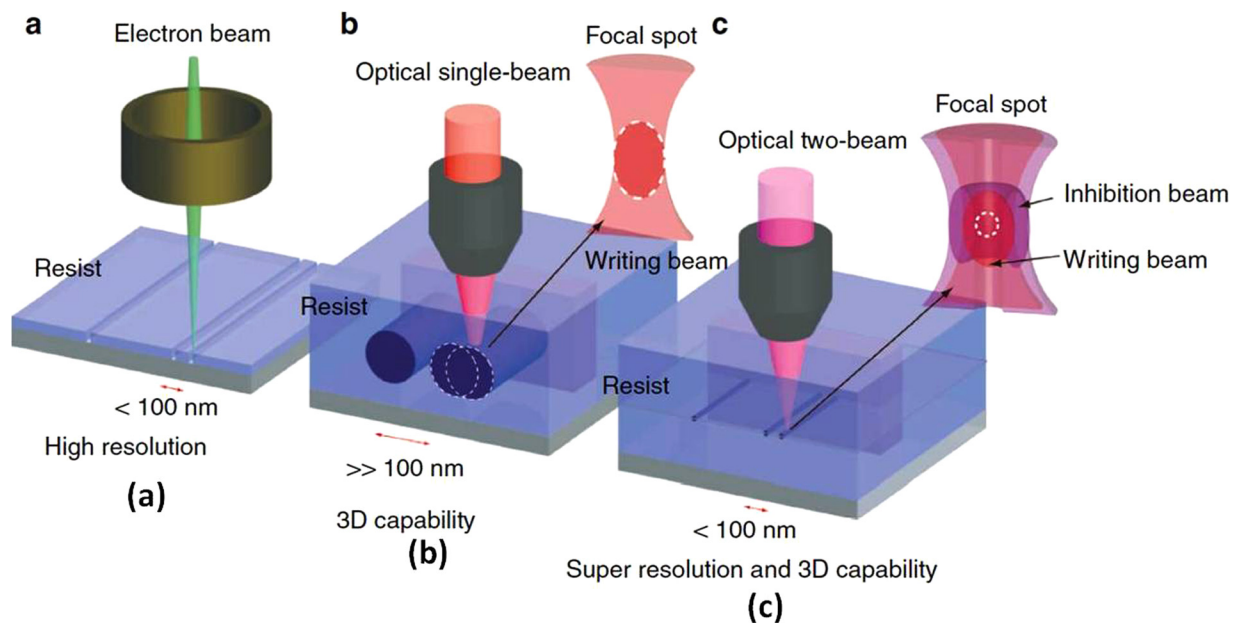 a
Electron beam
Resist
< 100 nm
High resolution
(a)
b
Optical single-beam
Focal spot
Writing beam
Resist
>> 100 nm
3D capability
(b)
c
Optical two-beam
Focal spot
Inhibition beam
Writing beam
Resist
< 100 nm
Super resolution and 3D capability
(c)